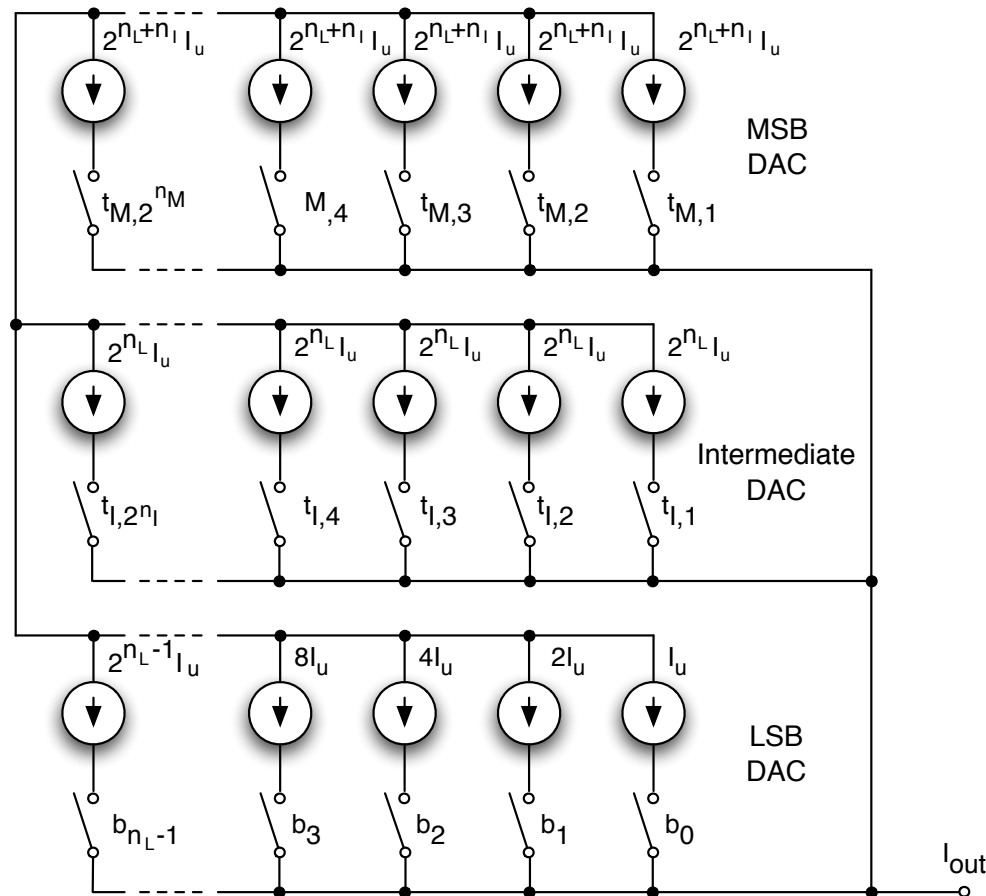 2^{n_L+n_I} I_u 2^{n_L+n_I} I_u 2^{n_L+n_I} I_u 2^{n_L+n_I} I_u 2^{n_L+n_I} I_u
MSB
DAC
t_{M,2^{n_M}} M,4 t_{M,3} t_{M,2} t_{M,1}
2^{n_L} I_u 2^{n_L} I_u 2^{n_L} I_u 2^{n_L} I_u 2^{n_L} I_u
Intermediate
DAC
t_{I,2^{n_I}} t_{I,4} t_{I,3} t_{I,2} t_{I,1}
2^{n_L-1} I_u 8I_u 4I_u 2I_u I_u
LSB
DAC
b_{n_L-1} b_3 b_2 b_1 b_0
I_{out}